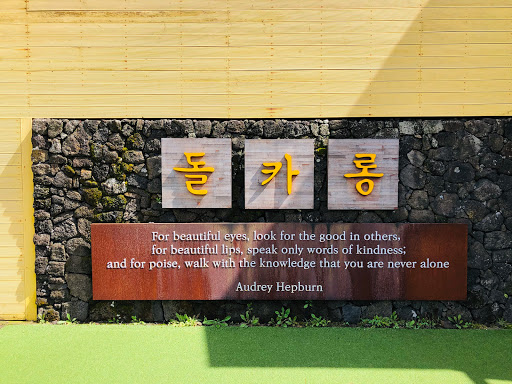 돌카롱
For beautiful eyes, look for the good in others,
for beautiful lips, speak only words of kindness;
and for poise, walk with the knowledge that you are never alone
Audrey Hepburn